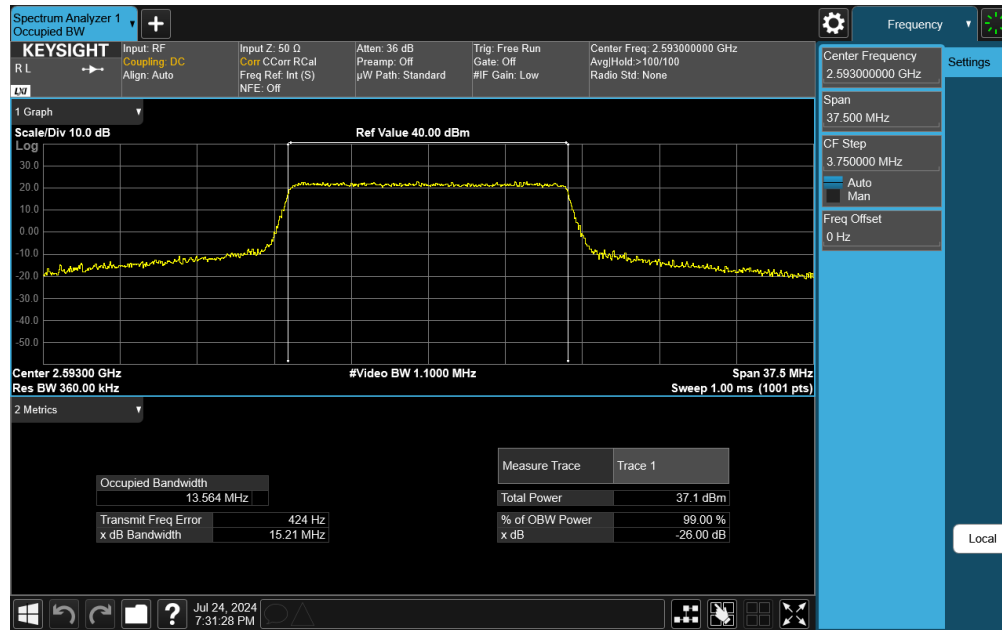 Spectrum Analyzer 1
Occupied BW
Frequency
KEYSIGHT
R L
LXI
Input: RF
Coupling: DC
Align: Auto
Input Z: 50 Ω
Corr CCorr RCal
Freq Ref: Int (S)
NFE: Off
Atten: 36 dB
Preamp: Off
µW Path: Standard
Trig: Free Run
Gate: Off
#IF Gain: Low
Center Freq: 2.593000000 GHz
Avg|Hold:>100/100
Radio Std: None
Center Frequency
2.593000000 GHz
Settings
Span
37.500 MHz
CF Step
3.750000 MHz
Auto
Man
Freq Offset
0 Hz
Local
1 Graph
Scale/Div 10.0 dB
Ref Value 40.00 dBm
Log
30.0
20.0
10.0
0.00
-10.0
-20.0
-30.0
-40.0
-50.0
Center 2.59300 GHz
#Video BW 1.1000 MHz
Span 37.5 MHz
Res BW 360.00 kHz
Sweep 1.00 ms (1001 pts)
2 Metrics
Occupied Bandwidth
13.564 MHz
Transmit Freq Error 424 Hz
x dB Bandwidth 15.21 MHz
Measure Trace Trace 1
Total Power 37.1 dBm
% of OBW Power 99.00 %
x dB -26.00 dB
?
Jul 24, 2024
7:31:28 PM